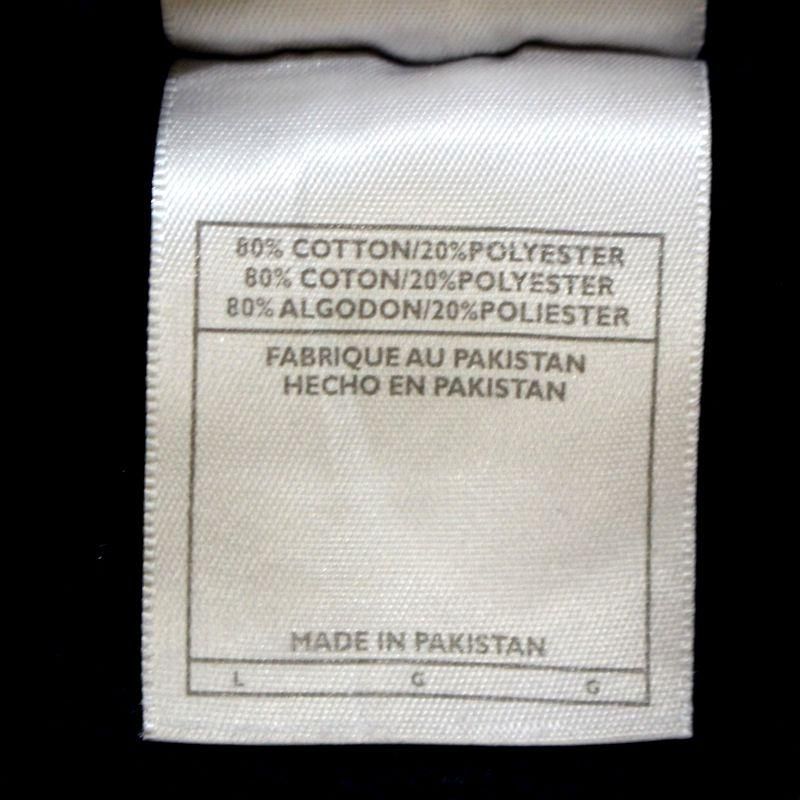 80% COTTON/20%POLYESTER
80% COTON/20%POLYESTER
80% ALGODON/20%POLIESTER
FABRIQUE AU PAKISTAN
HECHO EN PAKISTAN
MADE IN PAKISTAN
L G G